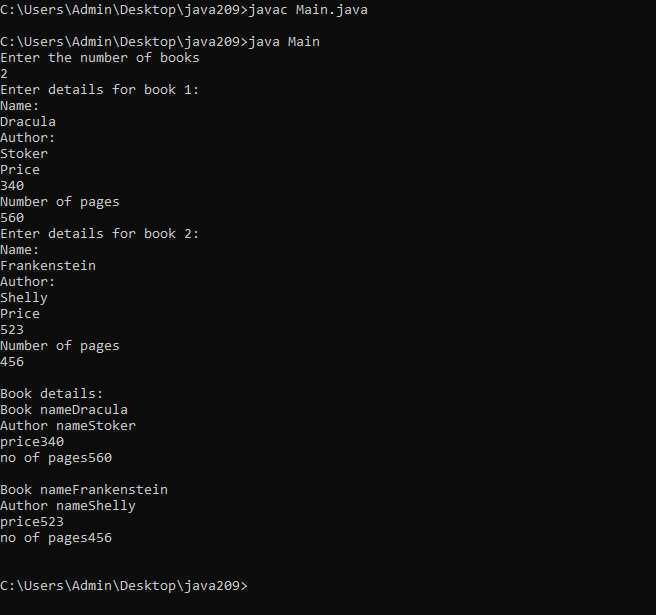 C:\Users\Admin\Desktop\java209>javac Main.java
C:\Users\Admin\Desktop\java209>java Main
Enter the number of books
2
Enter details for book 1:
Name:
Dracula
Author:
Stoker
Price
340
Number of pages
560
Enter details for book 2:
Name:
Frankenstein
Author:
Shelly
Price
523
Number of pages
456
Book details:
Book nameDracula
Author nameStoker
price340
no of pages560
Book nameFrankenstein
Author nameShelly
price523
no of pages456
C:\Users\Admin\Desktop\java209>